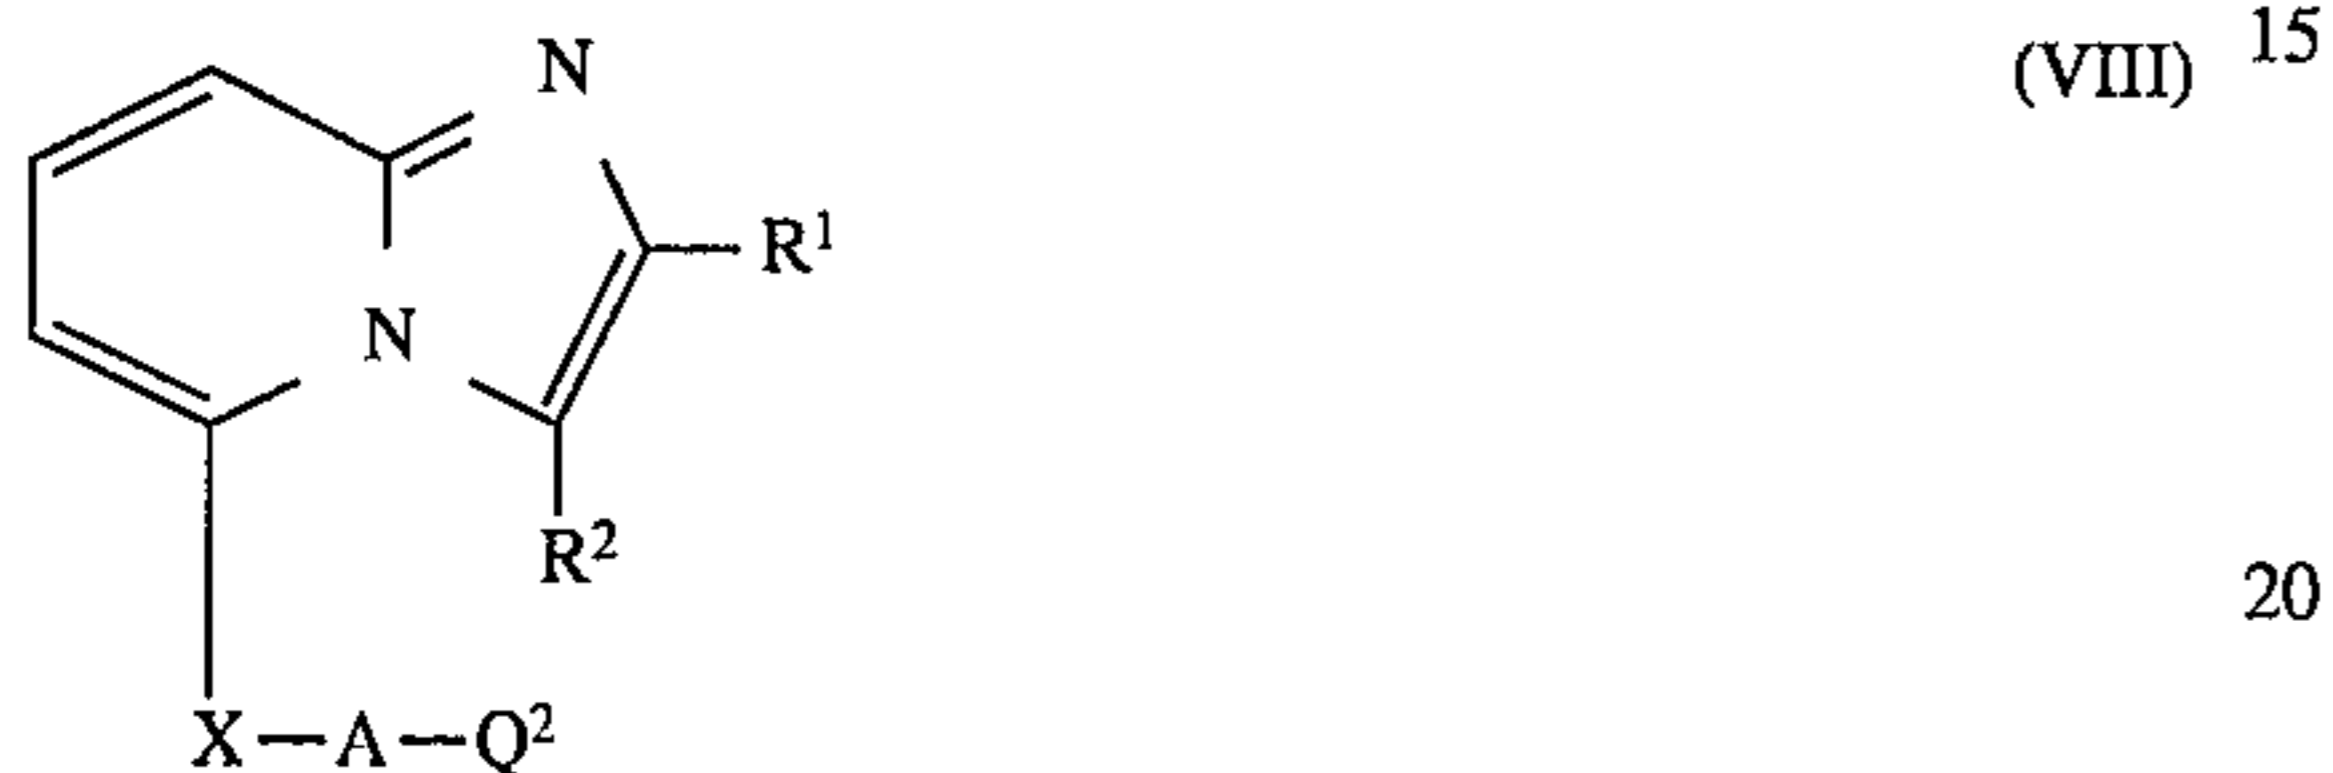 N (VIII) 15
R¹
N
R²
20
X—A—Q²